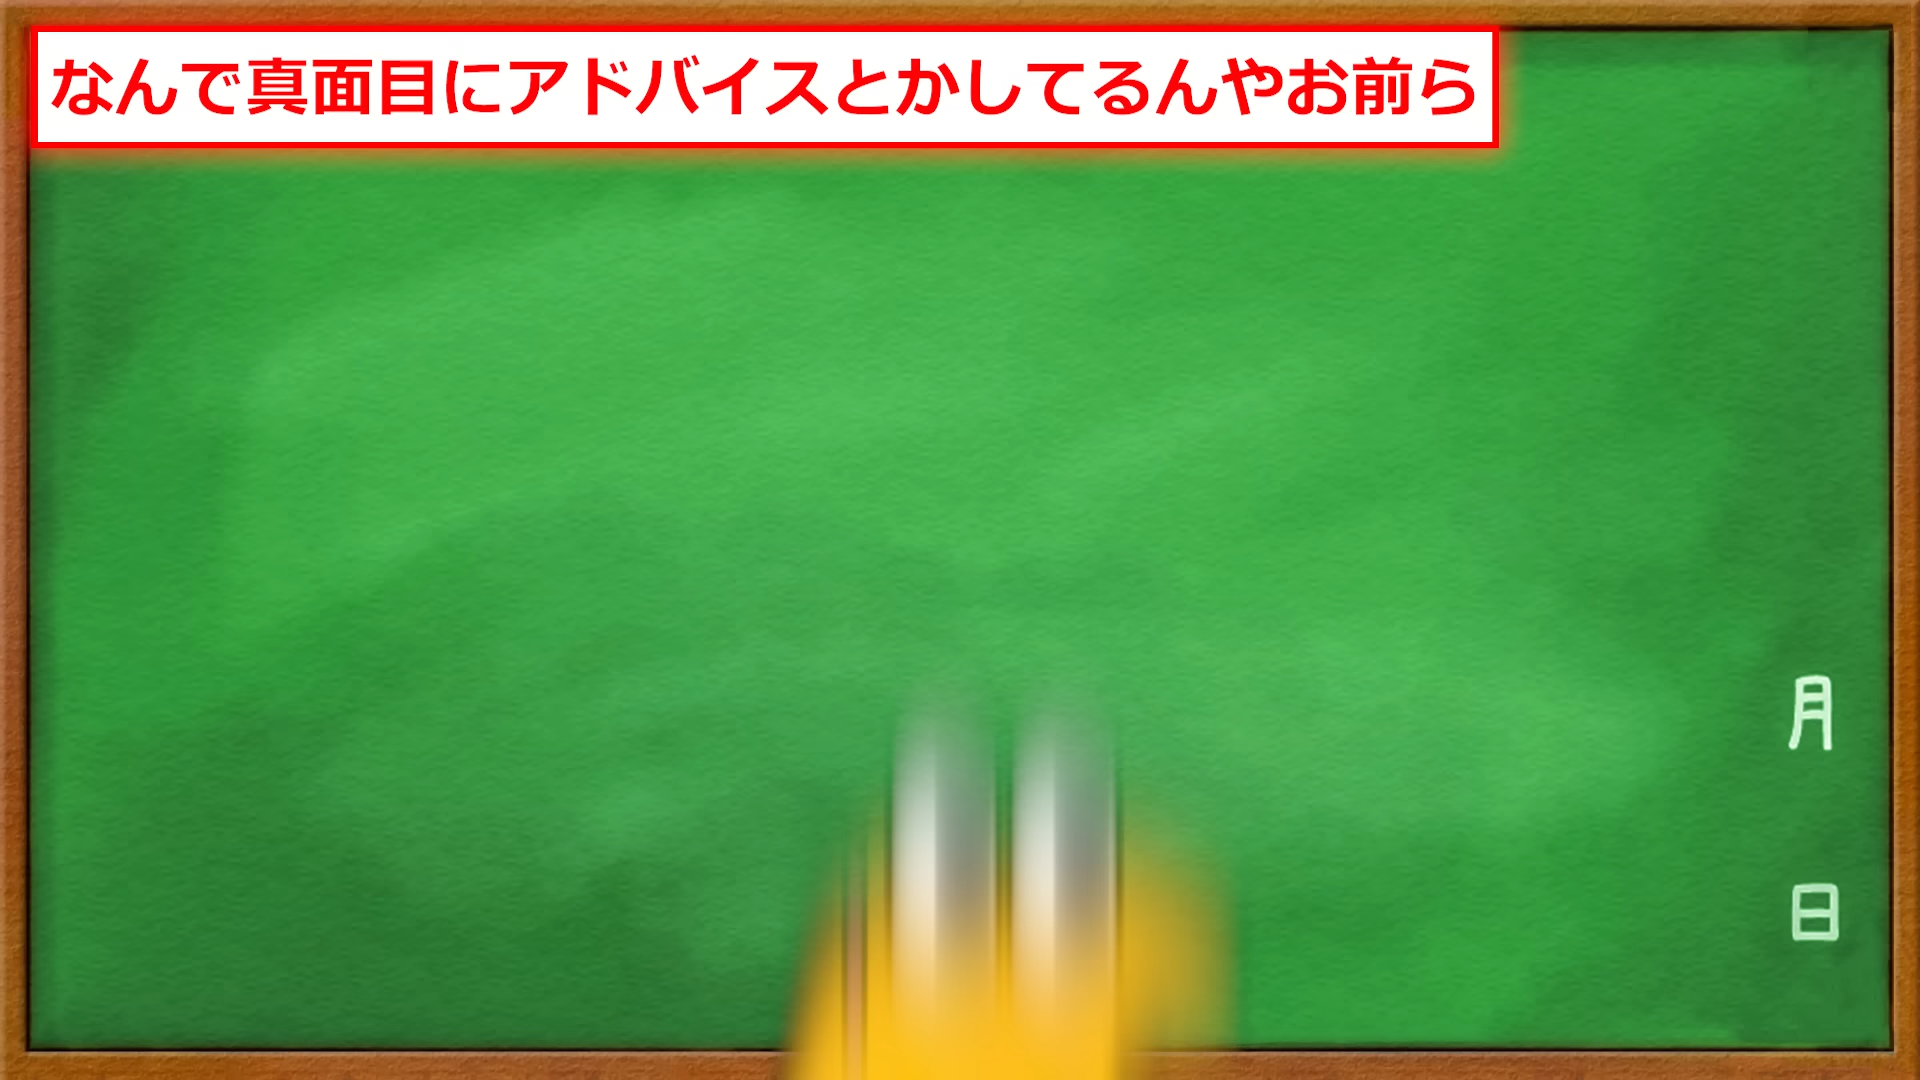 なんで真面目にアドバイスとかしてるんやお前ら
月
日